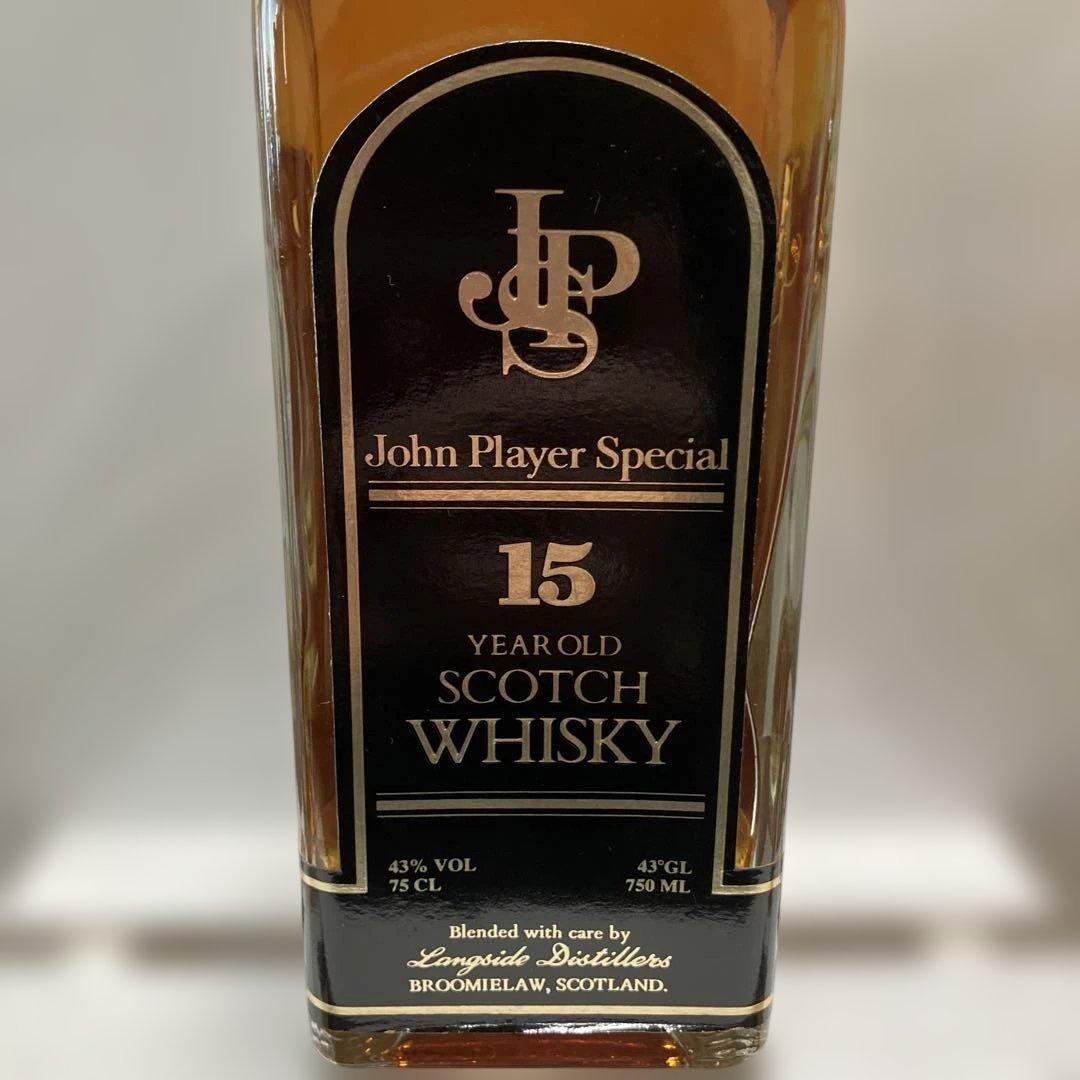 JPS
John Player Special
15
YEAR OLD
SCOTCH
WHISKY
43% VOL 43°GL
75 CL 750 ML
Blended with care by
Langside Distillers
BROOMIELAW, SCOTLAND.